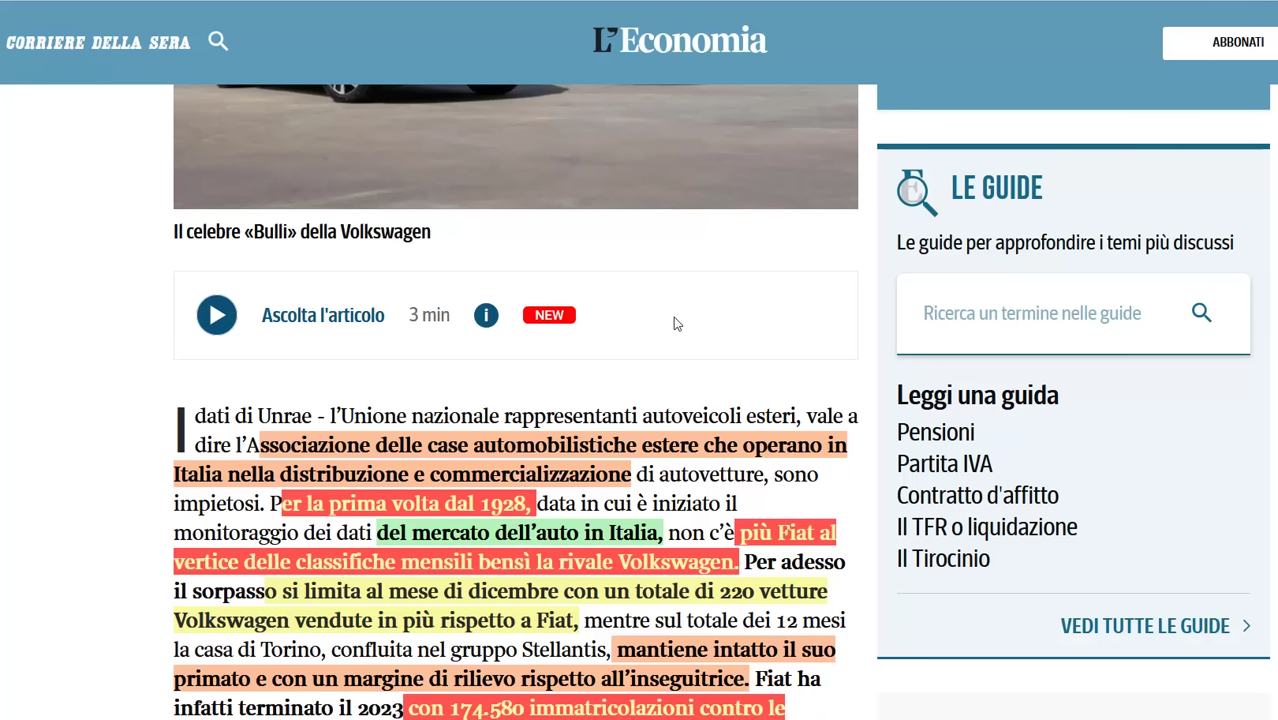 CORRIERE DELLA SERA
L'Economia
ABBONATI
Il celebre «Bulli» della Volkswagen
Ascolta l'articolo 3 min i NEW
I dati di Unrae - l’Unione nazionale rappresentanti autoveicoli esteri, vale a
dire l’Associazione delle case automobilistiche estere che operano in
Italia nella distribuzione e commercializzazione di autovetture, sono
impietosi. Per la prima volta dal 1928, data in cui è iniziato il
monitoraggio dei dati del mercato dell’auto in Italia, non c’è più Fiat al
vertice delle classifiche mensili bensì la rivale Volkswagen. Per adesso
il sorpasso si limita al mese di dicembre con un totale di 220 vetture
Volkswagen vendute in più rispetto a Fiat, mentre sul totale dei 12 mesi
la casa di Torino, confluita nel gruppo Stellantis, mantiene intatto il suo
primato e con un margine di rilievo rispetto all’inseguitrice. Fiat ha
infatti terminato il 2023 con 174.580 immatricolazioni contro le
LE GUIDE
Le guide per approfondire i temi più discussi
Ricerca un termine nelle guide
Leggi una guida
Pensioni
Partita IVA
Contratto d'affitto
Il TFR o liquidazione
Il Tirocinio
VEDI TUTTE LE GUIDE